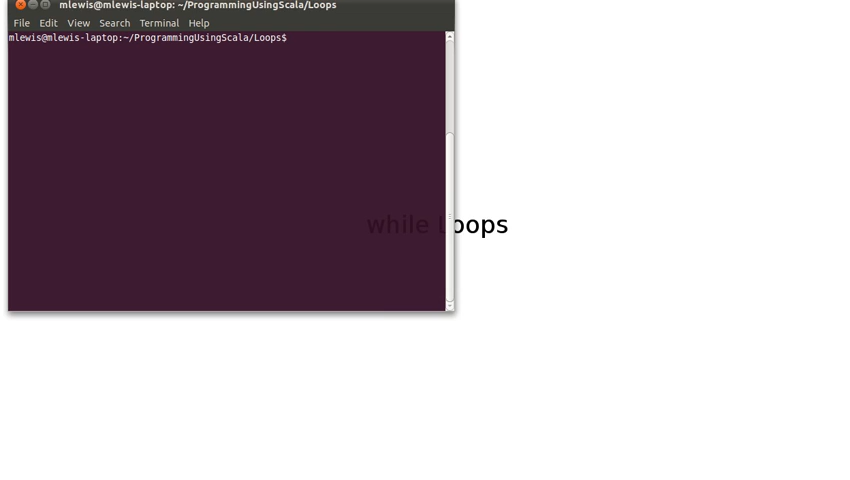 mlewis@mlewis-laptop: ~/ProgrammingUsingScala/Loops
File Edit View Search Terminal Help
mlewis@mlewis-laptop:~/ProgrammingUsingScala/Loops$
while Loops